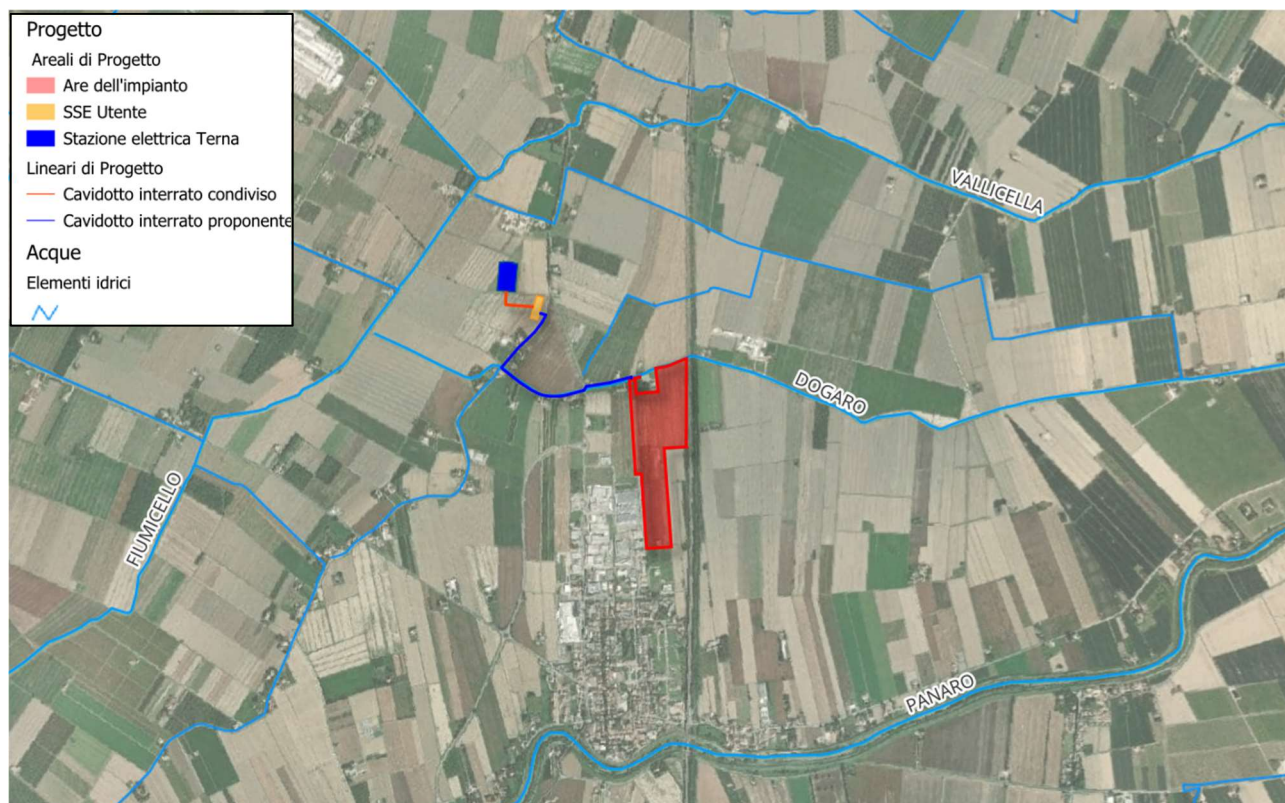 Progetto
Areali di Progetto
Are dell'impianto
SSE Utente
Stazione elettrica Terna
Lineari di Progetto
Cavidotto interrato condiviso
Cavidotto interrato proponente
Acque
Elementi idrici
VALLICELLA
DOGARO
FIUMICELLO
PANARO